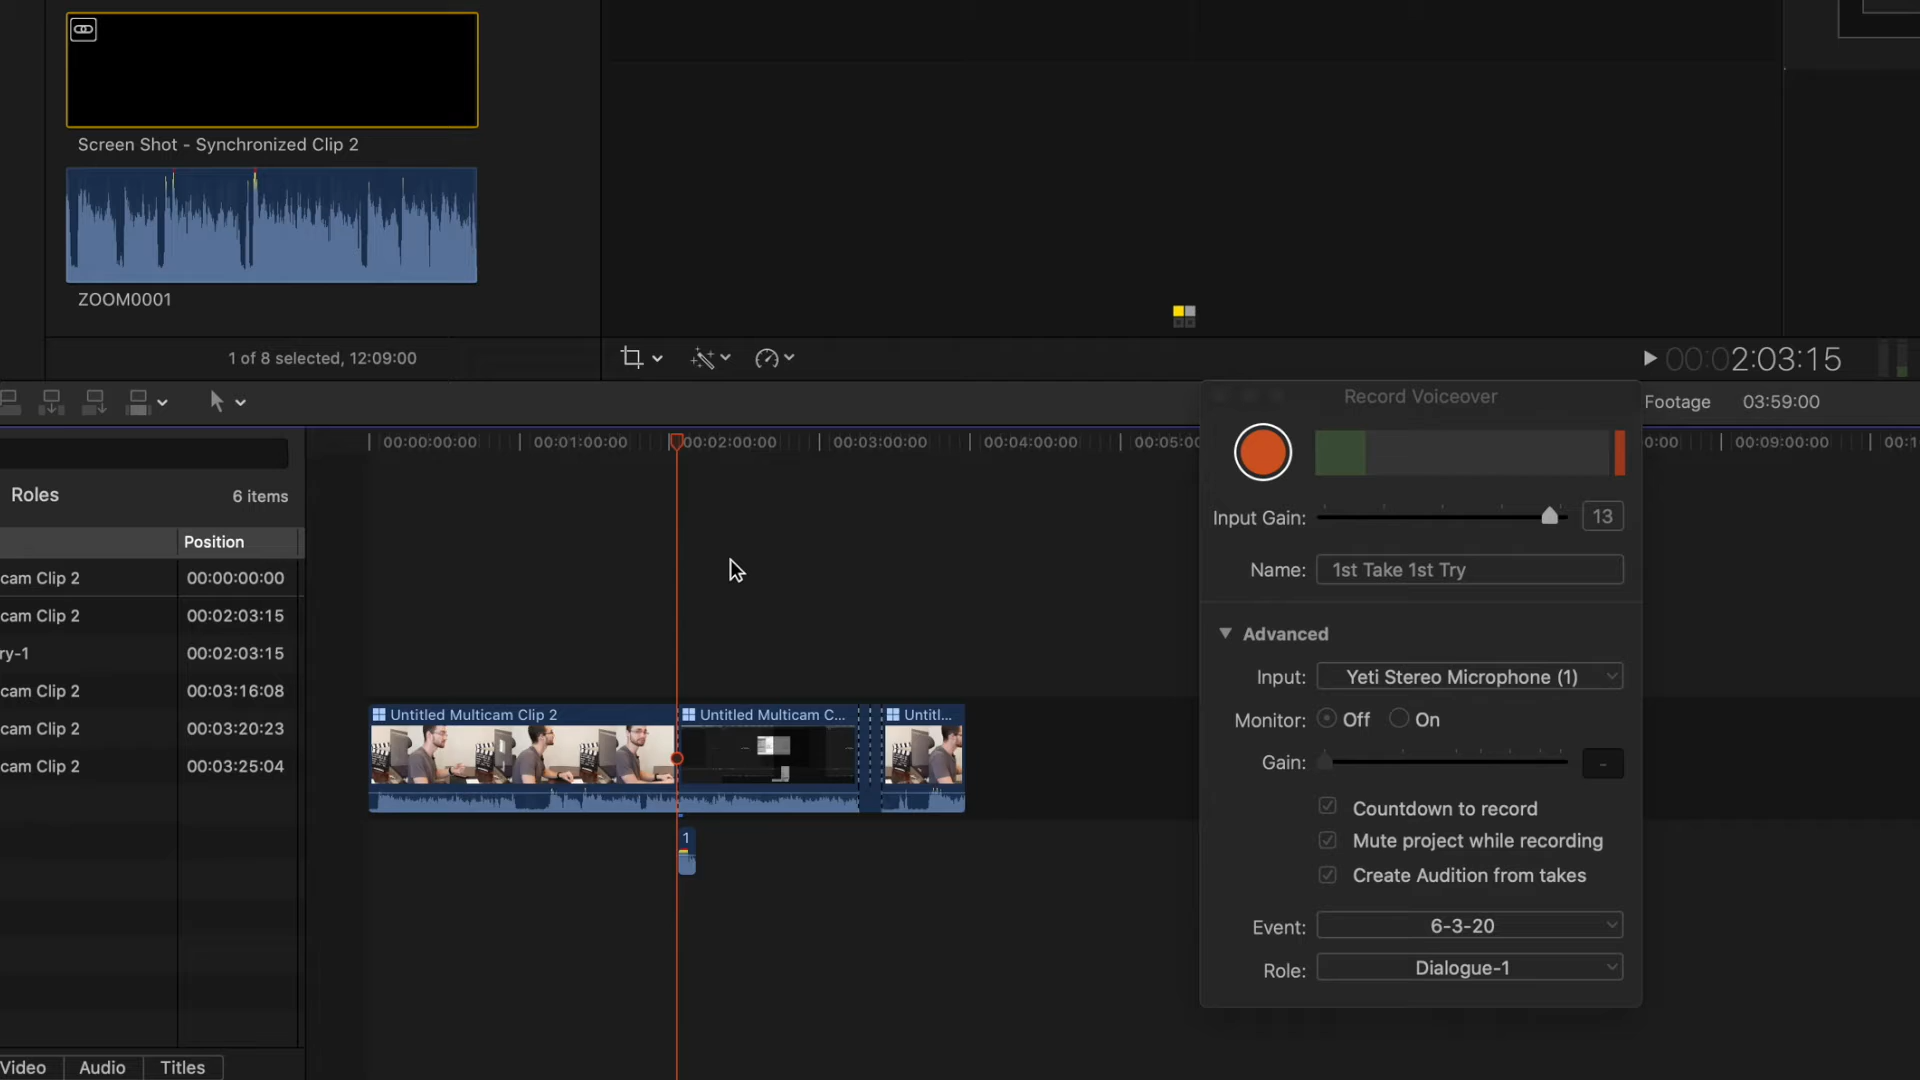 Screen Shot - Synchronized Clip 2
ZOOM0001
1 of 8 selected, 12:09:00
00:00:02:03:15
Record Voiceover
Footage 03:59:00
00:00:00:00 00:01:00:00 00:02:00:00 00:03:00:00 00:04:00:00 00:05:00 00:00 00:09:00:00 00:10
Input Gain: 13
Roles 6 items
Position
Name: 1st Take 1st Try
cam Clip 2 00:00:00:00
cam Clip 2 00:02:03:15
ry-1 00:02:03:15
cam Clip 2 00:03:16:08
cam Clip 2 00:03:20:23
cam Clip 2 00:03:25:04
Advanced
Input: Yeti Stereo Microphone (1)
Monitor: Off On
Untitled Multicam Clip 2 Untitled Multicam C... Untitl...
Gain: -
Countdown to record
1
Mute project while recording
Create Audition from takes
Event: 6-3-20
Role: Dialogue-1
Video Audio Titles